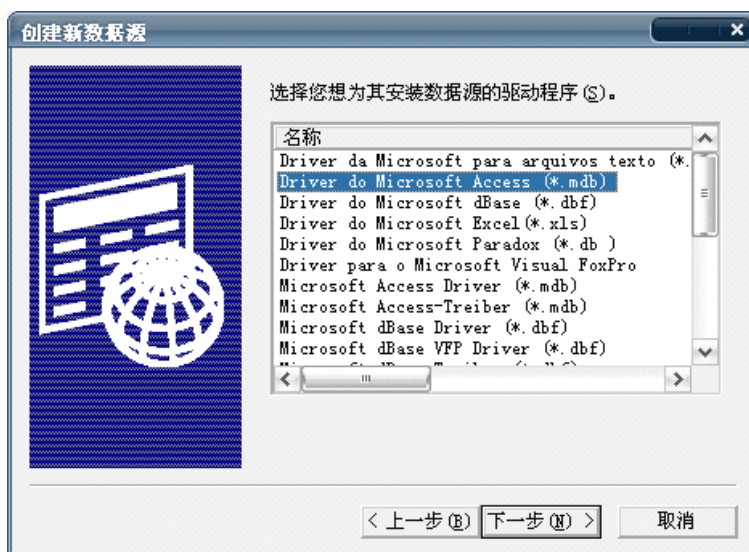 创建新数据源
选择您想为其安装数据源的驱动程序(S)。
名称
Driver da Microsoft para arquivos texto (*.
Driver do Microsoft Access (*.mdb)
Driver do Microsoft dBase (*.dbf)
Driver do Microsoft Excel(*.xls)
Driver do Microsoft Paradox (*.db )
Driver para o Microsoft Visual FoxPro
Microsoft Access Driver (*.mdb)
Microsoft Access-Treiber (*.mdb)
Microsoft dBase Driver (*.dbf)
Microsoft dBase VFP Driver (*.dbf)
< 上一步(B) 下一步(N) > 取消